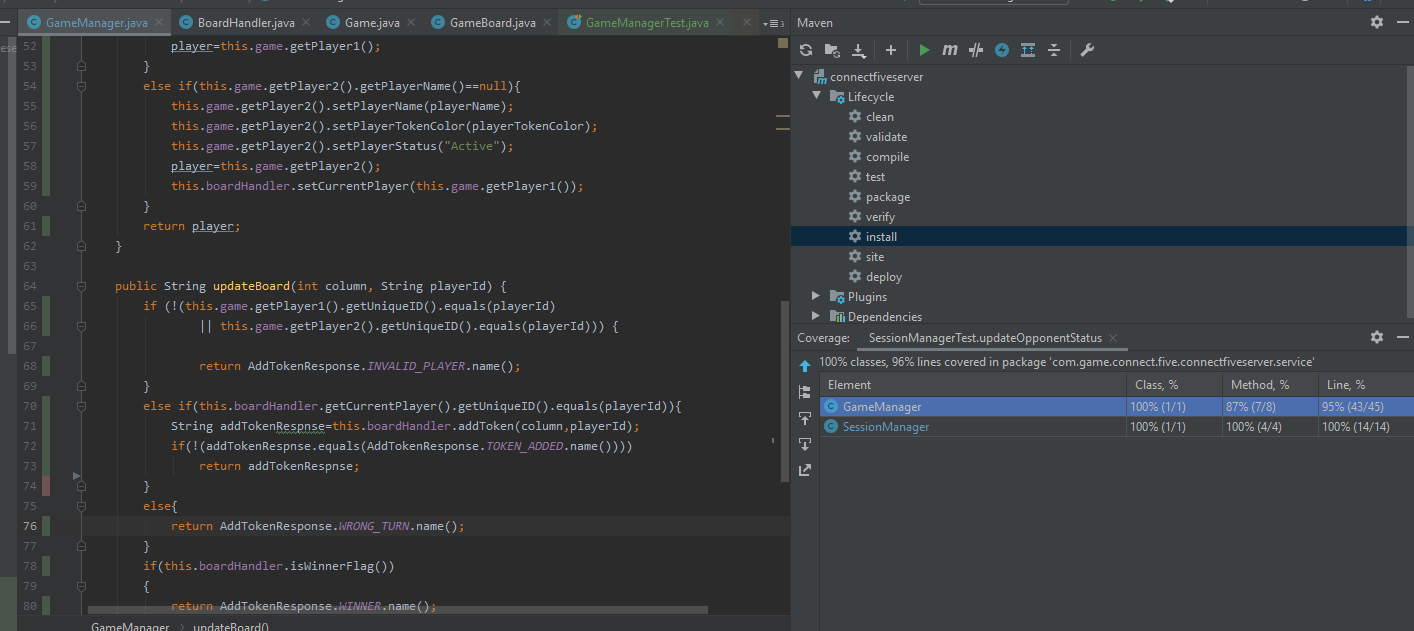 GameManager.java
BoardHandler.java
Game.java
GameBoard.java
GameManagerTest.java
3
Maven
52 player=this.game.getPlayer1();
53 }
54 else if(this.game.getPlayer2().getPlayerName()==null){
55 this.game.getPlayer2().setPlayerName(playerName);
56 this.game.getPlayer2().setPlayerTokenColor(playerTokenColor);
57 this.game.getPlayer2().setPlayerStatus("Active");
58 player=this.game.getPlayer2();
59 this.boardHandler.setCurrentPlayer(this.game.getPlayer1());
60 }
61 return player;
62 }
63
64 public String updateBoard(int column, String playerId) {
65 if (!(this.game.getPlayer1().getUniqueID().equals(playerId)
66 || this.game.getPlayer2().getUniqueID().equals(playerId))) {
67
68 return AddTokenResponse.INVALID_PLAYER.name();
69 }
70 else if(this.boardHandler.getCurrentPlayer().getUniqueID().equals(playerId)){
71 String addTokenRespnse=this.boardHandler.addToken(column,playerId);
72 if(!(addTokenRespnse.equals(AddTokenResponse.TOKEN_ADDED.name())))
73 return addTokenRespnse;
74 }
75 else{
76 return AddTokenResponse.WRONG_TURN.name();
77 }
78 if(this.boardHandler.isWinnerFlag())
79 {
80 return AddTokenResponse.WINNER.name();
GameManager › updateBoard()
m
connectfiveserver
Lifecycle
clean
validate
compile
test
package
verify
install
site
deploy
Plugins
Dependencies
Coverage: SessionManagerTest.updateOpponentStatus
100% classes, 96% lines covered in package 'com.game.connect.five.connectfiveserver.service'
Element Class, % Method, % Line, %
GameManager 100% (1/1) 87% (7/8) 95% (43/45)
SessionManager 100% (1/1) 100% (4/4) 100% (14/14)